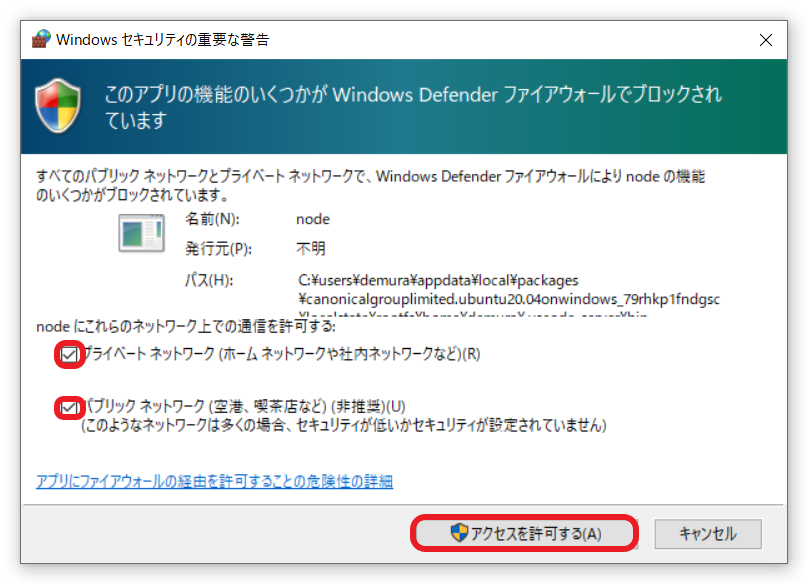 Windows セキュリティの重要な警告
このアプリの機能のいくつかが Windows Defender ファイアウォールでブロックされ
ています
すべてのパブリック ネットワークとプライベート ネットワークで、Windows Defender ファイアウォールにより node の機能
のいくつかがブロックされています。
名前(N): node
発行元(P): 不明
パス(H): C:¥users¥demura¥appdata¥local¥packages
¥canonicalgrouplimited.ubuntu20.04onwindows_79rhkp1fndgsc
node にこれらのネットワーク上での通信を許可する:
プライベート ネットワーク (ホーム ネットワークや社内ネットワークなど)(R)
パブリック ネットワーク (空港、喫茶店など) (非推奨)(U)
(このようなネットワークは多くの場合、セキュリティが低いかセキュリティが設定されていません)
アプリにファイアウォールの経由を許可することの危険性の詳細
アクセスを許可する(A)
キャンセル